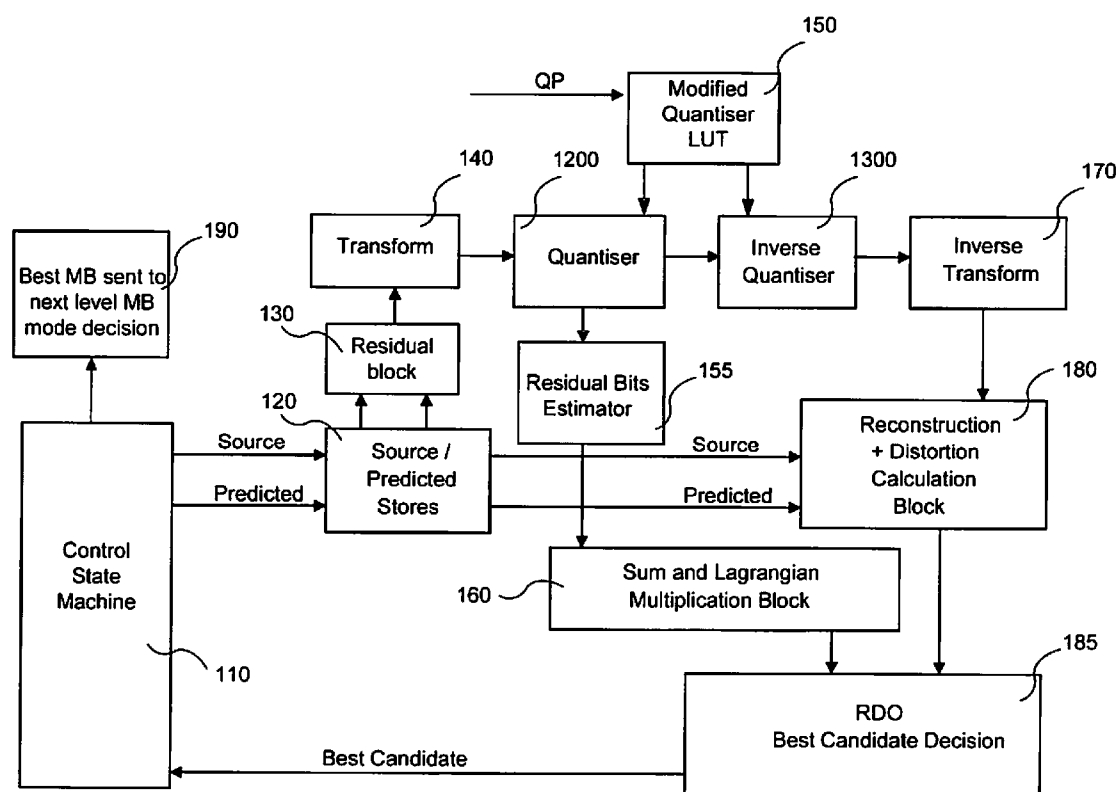 150
QP
Modified
Quantiser
LUT
140
1200
1300
170
190
Transform
Quantiser
Inverse
Quantiser
Inverse
Transform
Best MB sent to
next level MB
mode decision
130
Residual
block
155
Residual Bits
Estimator
180
120
Source
Source /
Predicted
Stores
Predicted
Source
Predicted
Reconstruction
+ Distortion
Calculation
Block
Control
State
Machine
160
Sum and Lagrangian
Multiplication Block
110
185
RDO
Best Candidate Decision
Best Candidate